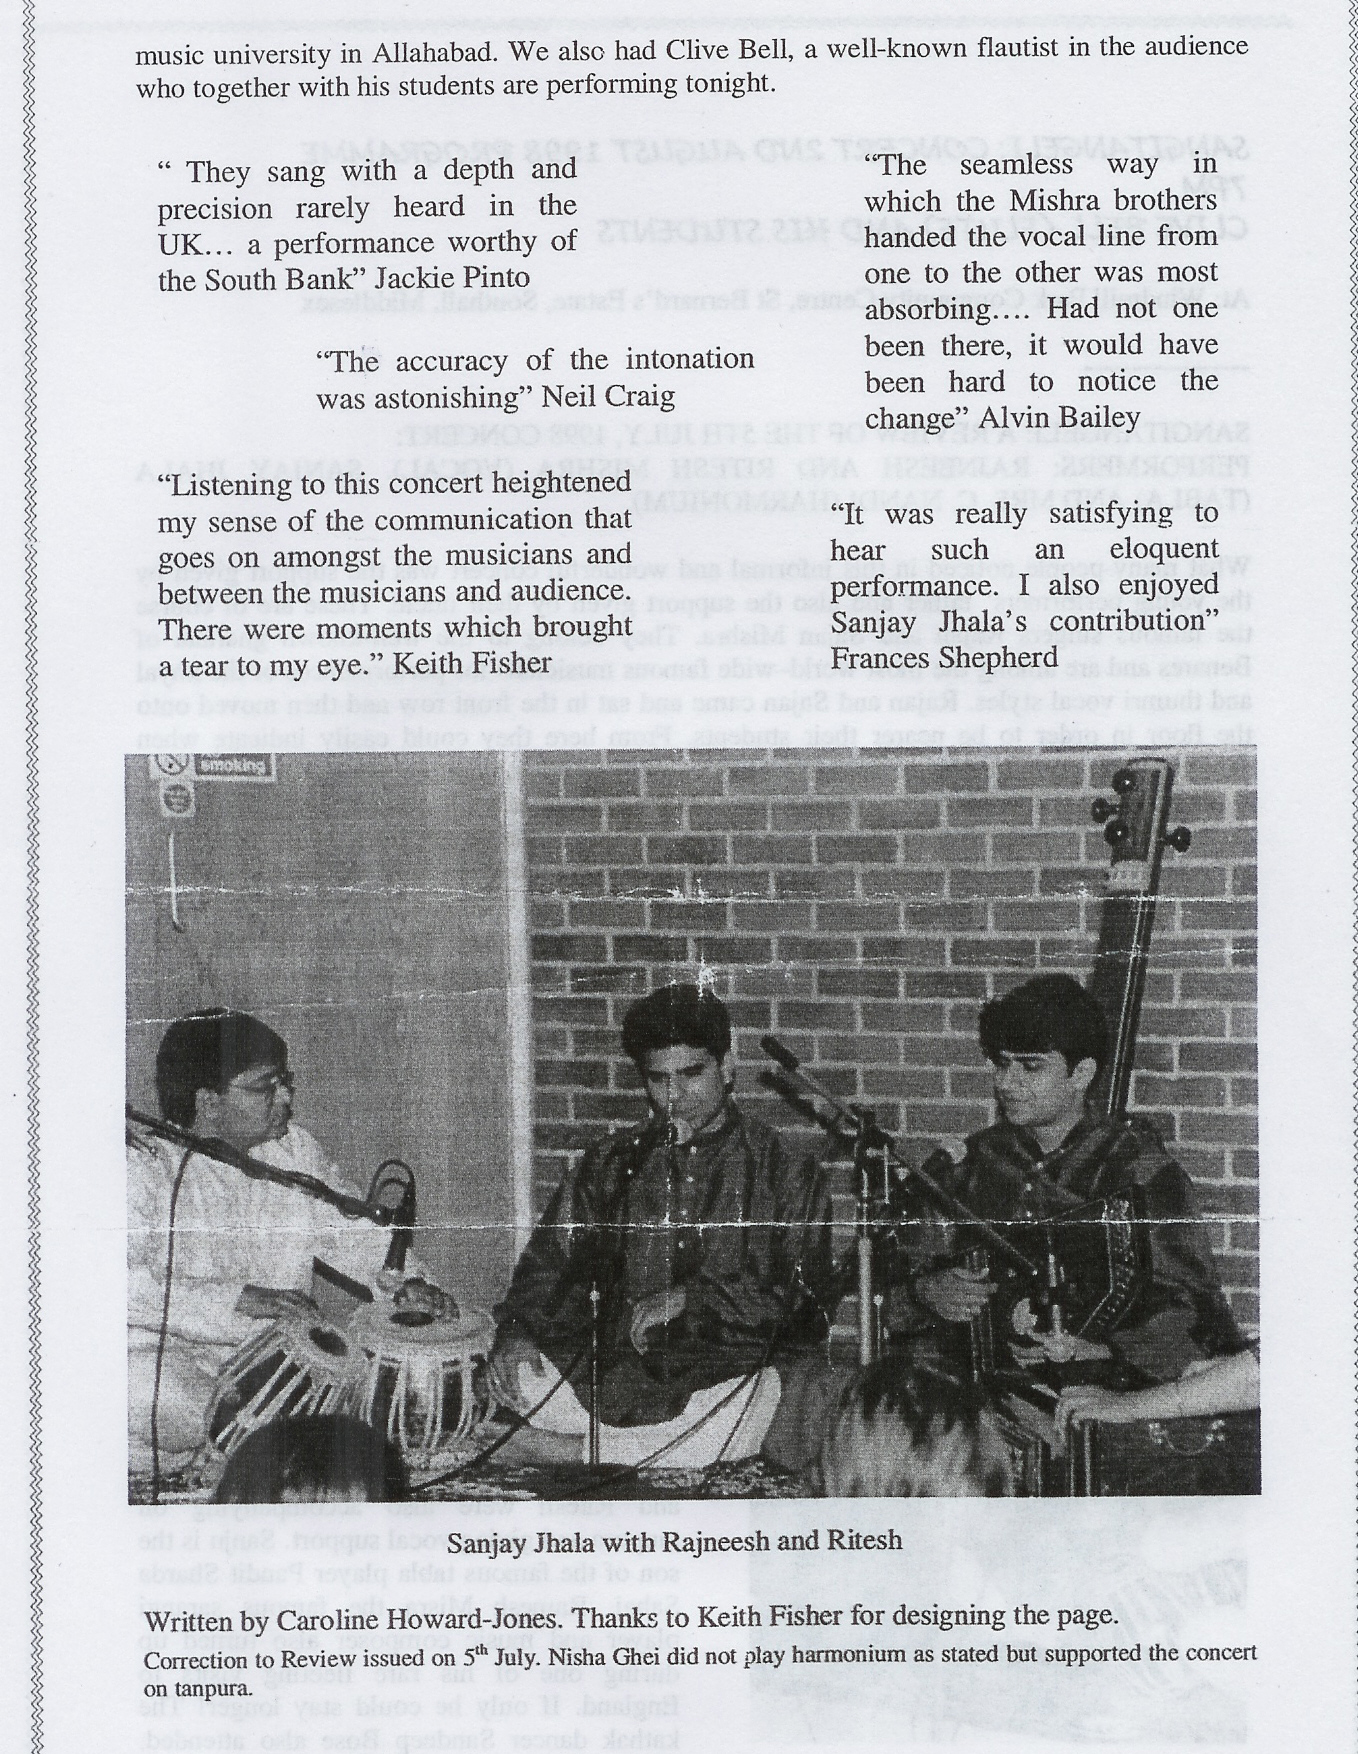 music university in Allahabad. We also had Clive Bell, a well-known flautist in the audience
who together with his students are performing tonight.
“ They sang with a depth and
precision rarely heard in the
UK... a performance worthy of
the South Bank” Jackie Pinto
“The seamless way in
which the Mishra brothers
handed the vocal line from
one to the other was most
absorbing.... Had not one
been there, it would have
been hard to notice the
change” Alvin Bailey
“The accuracy of the intonation
was astonishing” Neil Craig
“Listening to this concert heightened
my sense of the communication that
goes on amongst the musicians and
between the musicians and audience.
There were moments which brought
a tear to my eye.” Keith Fisher
“It was really satisfying to
hear such an eloquent
performance. I also enjoyed
Sanjay Jhala’s contribution”
Frances Shepherd
smoking
Sanjay Jhala with Rajneesh and Ritesh
Written by Caroline Howard-Jones. Thanks to Keith Fisher for designing the page.
Correction to Review issued on 5th July. Nisha Ghei did not play harmonium as stated but supported the concert
on tanpura.